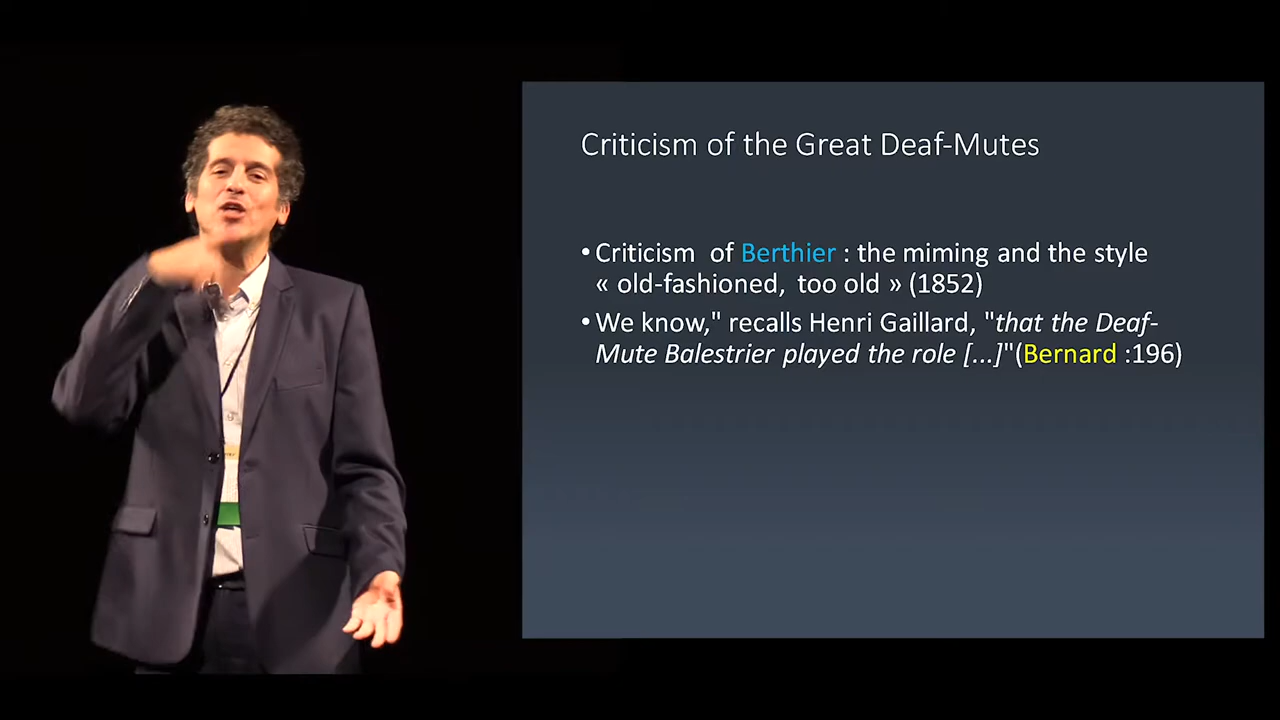 Criticism of the Great Deaf-Mutes
• Criticism of Berthier : the miming and the style
« old-fashioned, too old » (1852)
• We know," recalls Henri Gaillard, "that the Deaf-
Mute Balestrier played the role [...]"(Bernard :196)